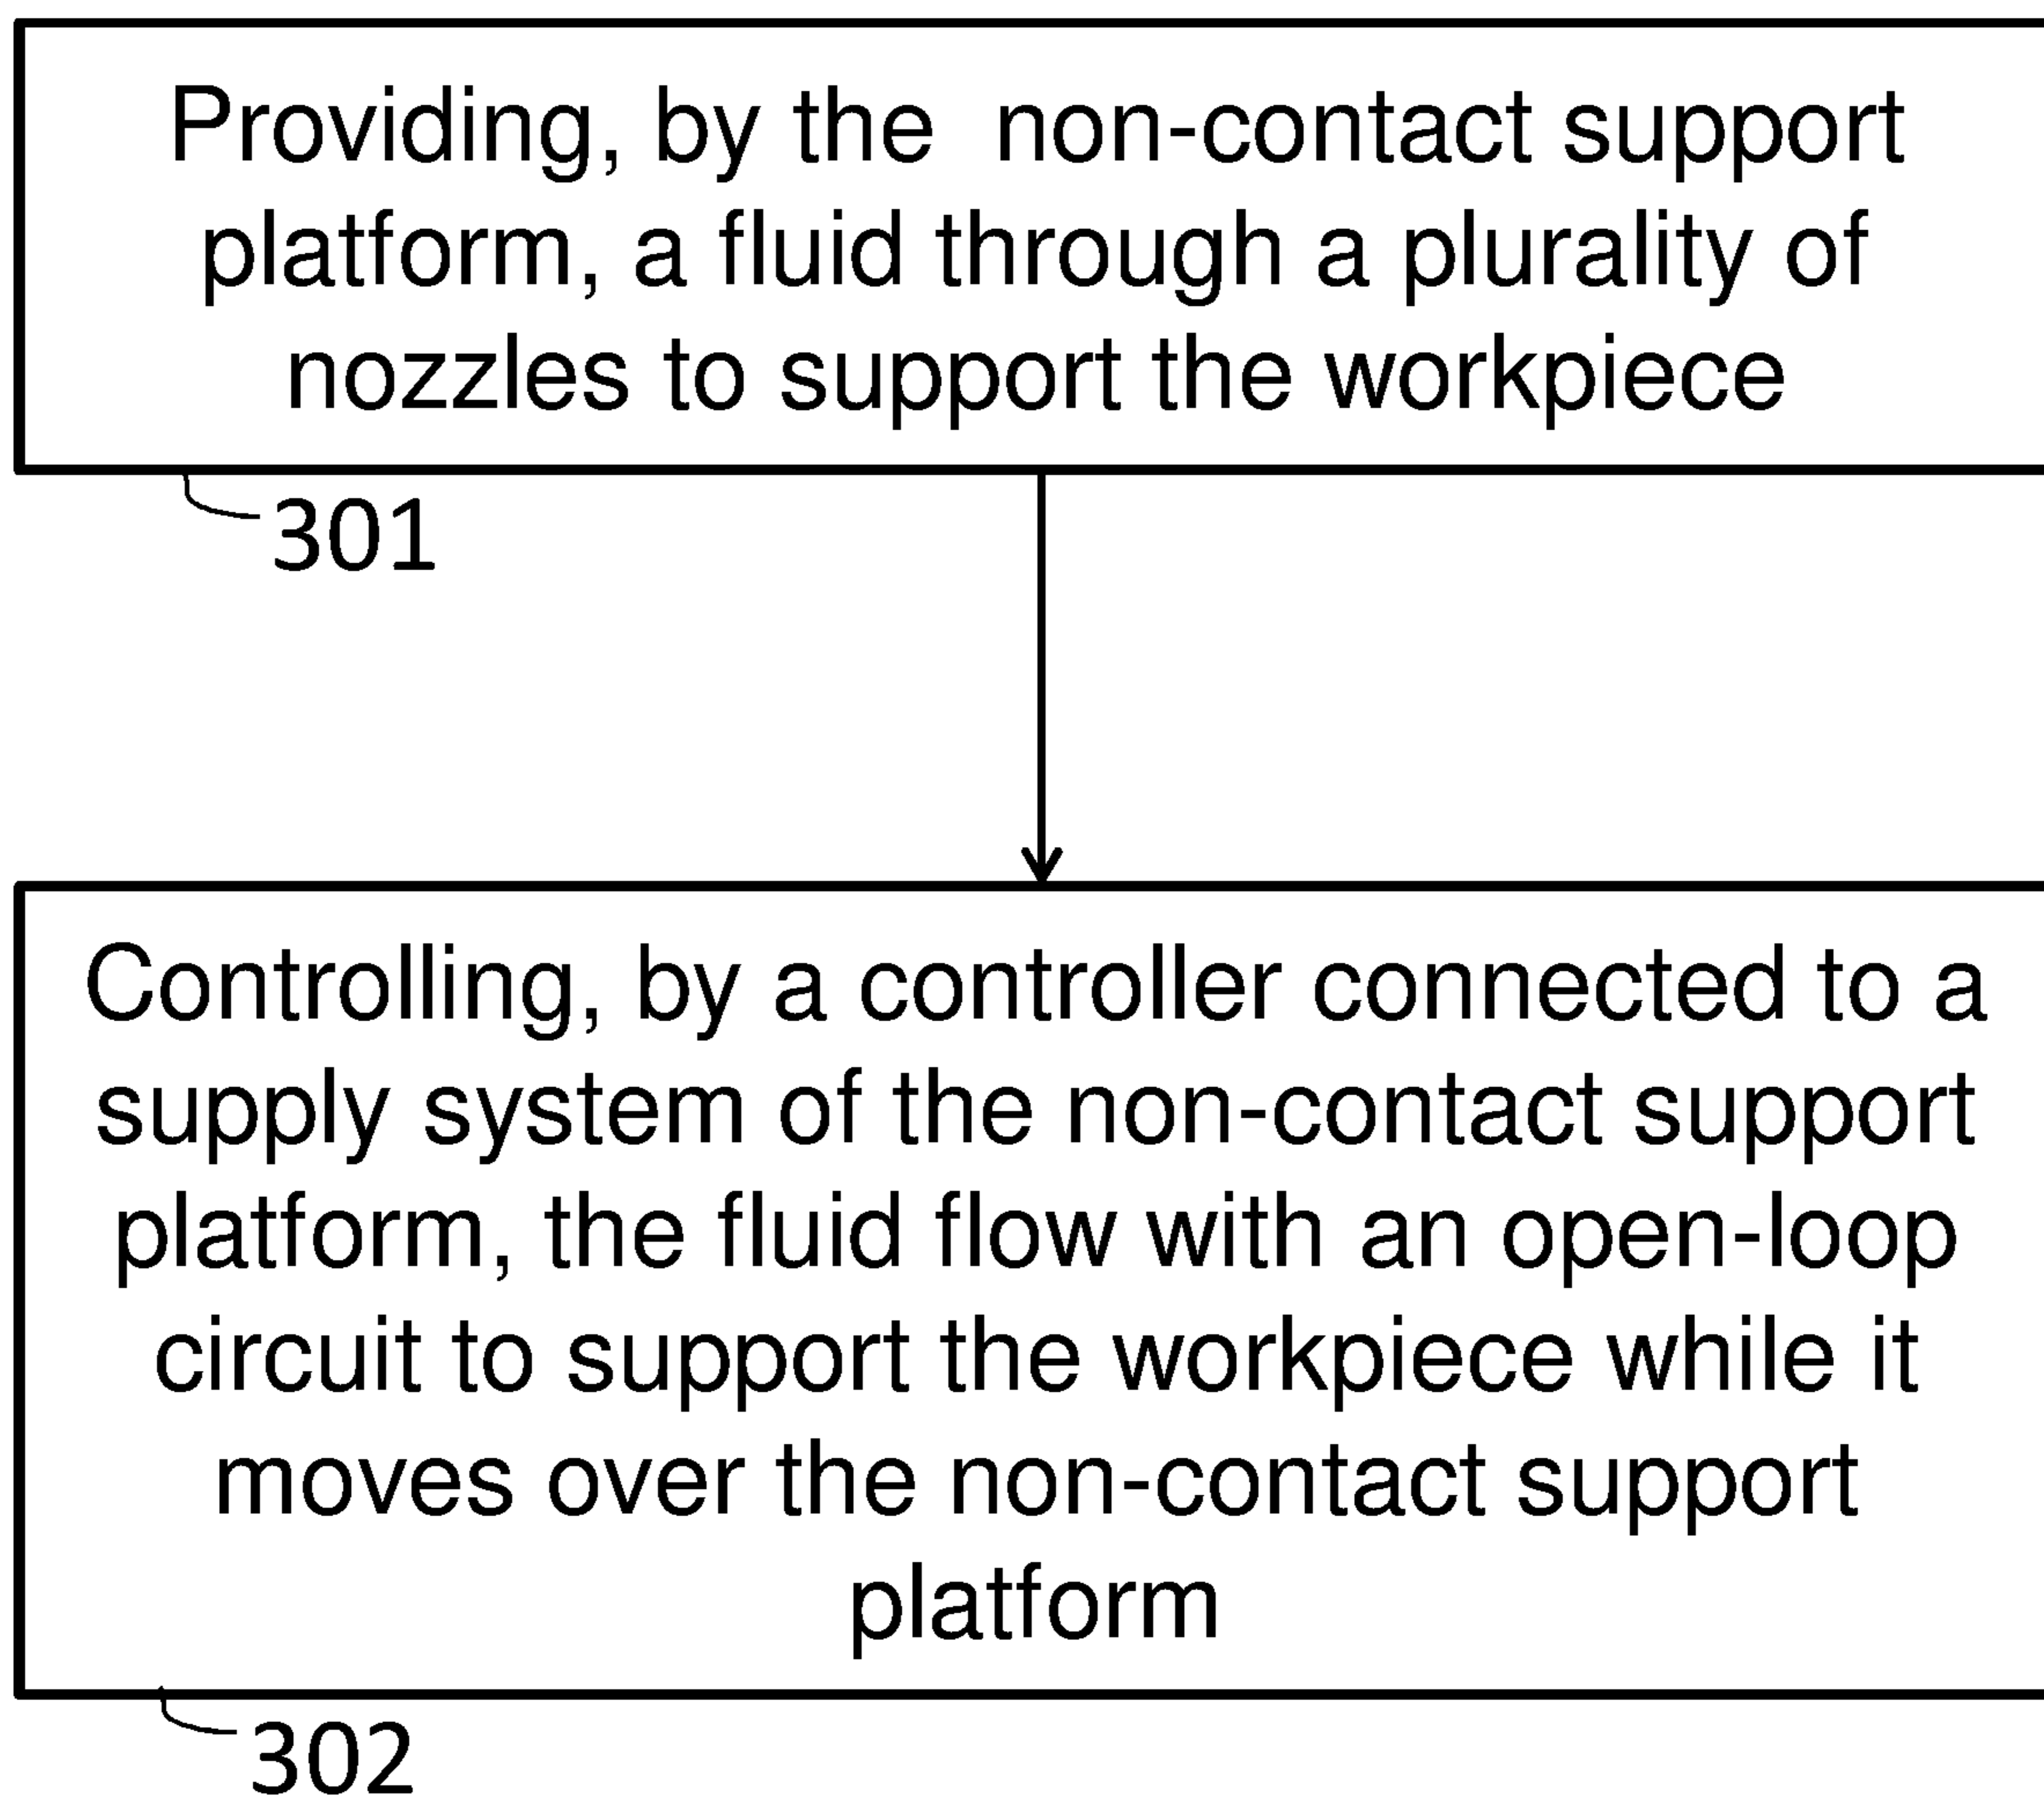 Providing, by the non-contact support
platform, a fluid through a plurality of
nozzles to support the workpiece
301
Controlling, by a controller connected to a
supply system of the non-contact support
platform, the fluid flow with an open-loop
circuit to support the workpiece while it
moves over the non-contact support
platform
302